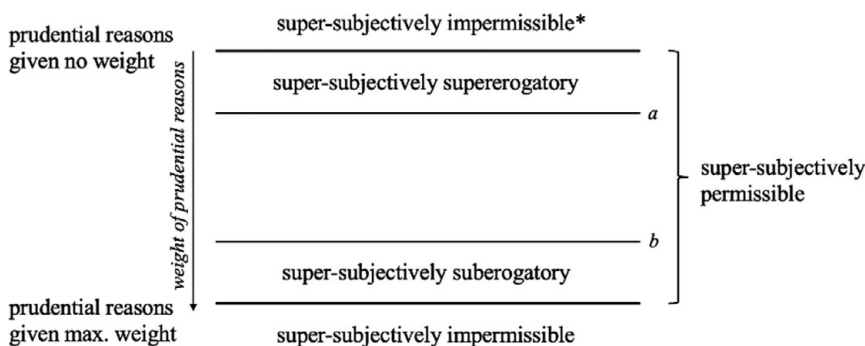 super-subjectively impermissible*
prudential reasons
given no weight
super-subjectively supererogatory
a
weight of prudential reasons
super-subjectively
permissible
b
super-subjectively suberogatory
prudential reasons
given max. weight
super-subjectively impermissible